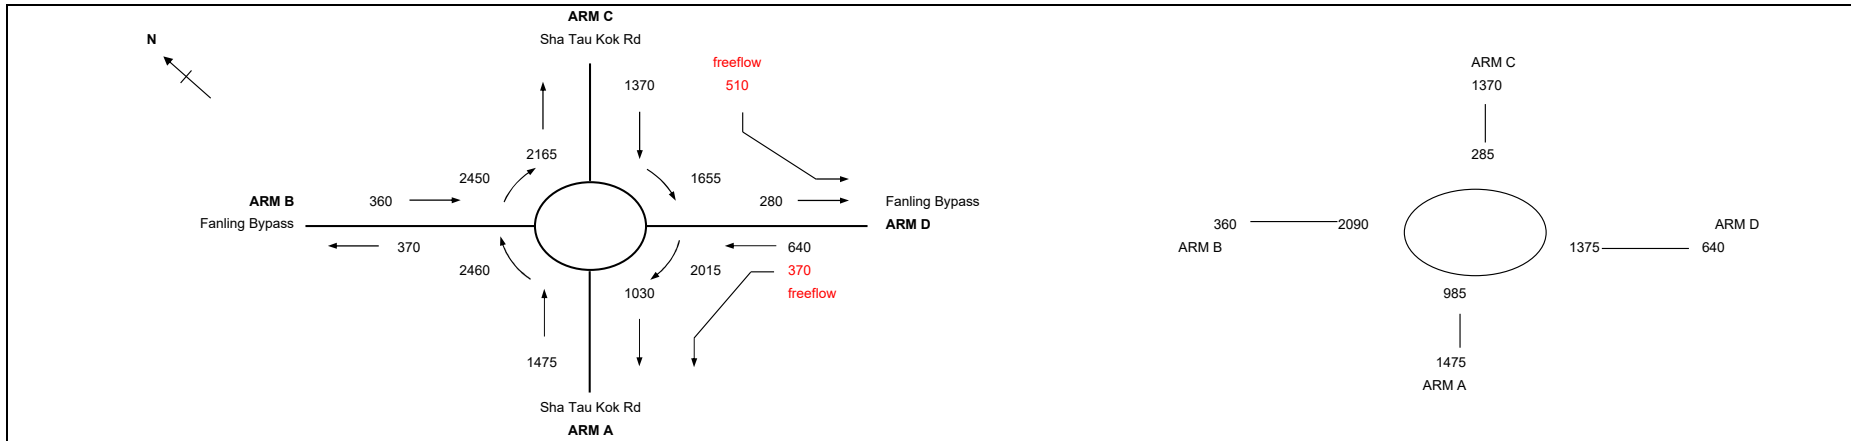 ARM C
Sha Tau Kok Rd
N
freeflow
1370
510
2165
2450
1655
ARM B
360
280
Fanling Bypass
Fanling Bypass
ARM D
370
640
2460
2015
370
1030
freeflow
1475
Sha Tau Kok Rd
ARM A
ARM C
1370
285
360
2090
ARM D
ARM B
1375
640
985
1475
ARM A